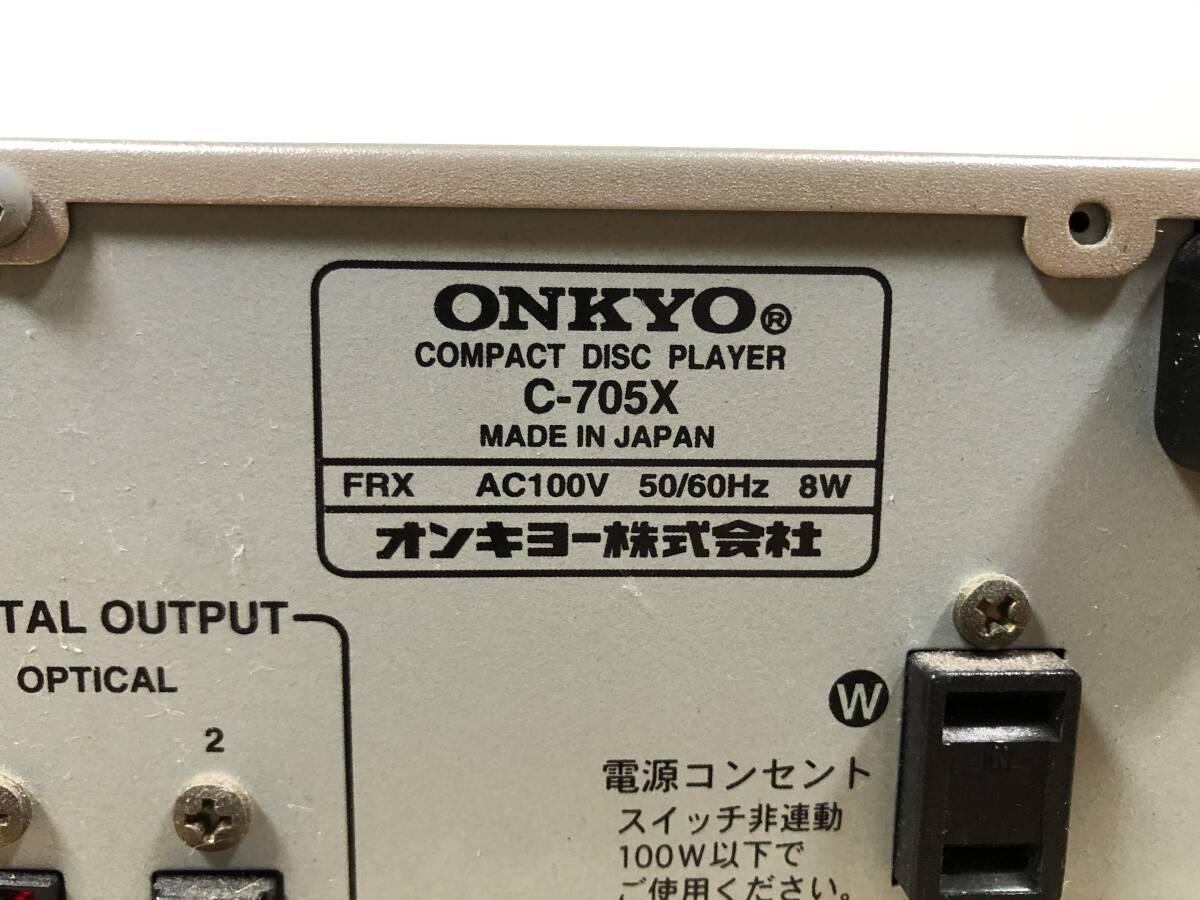 ONKYO®
COMPACT DISC PLAYER
C-705X
MADE IN JAPAN
FRX AC100V 50/60Hz 8W
オンキヨー株式会社
TAL OUTPUT
OPTICAL
2
W
電源コンセント
スイッチ非連動
100W以下で
ご使用ください。